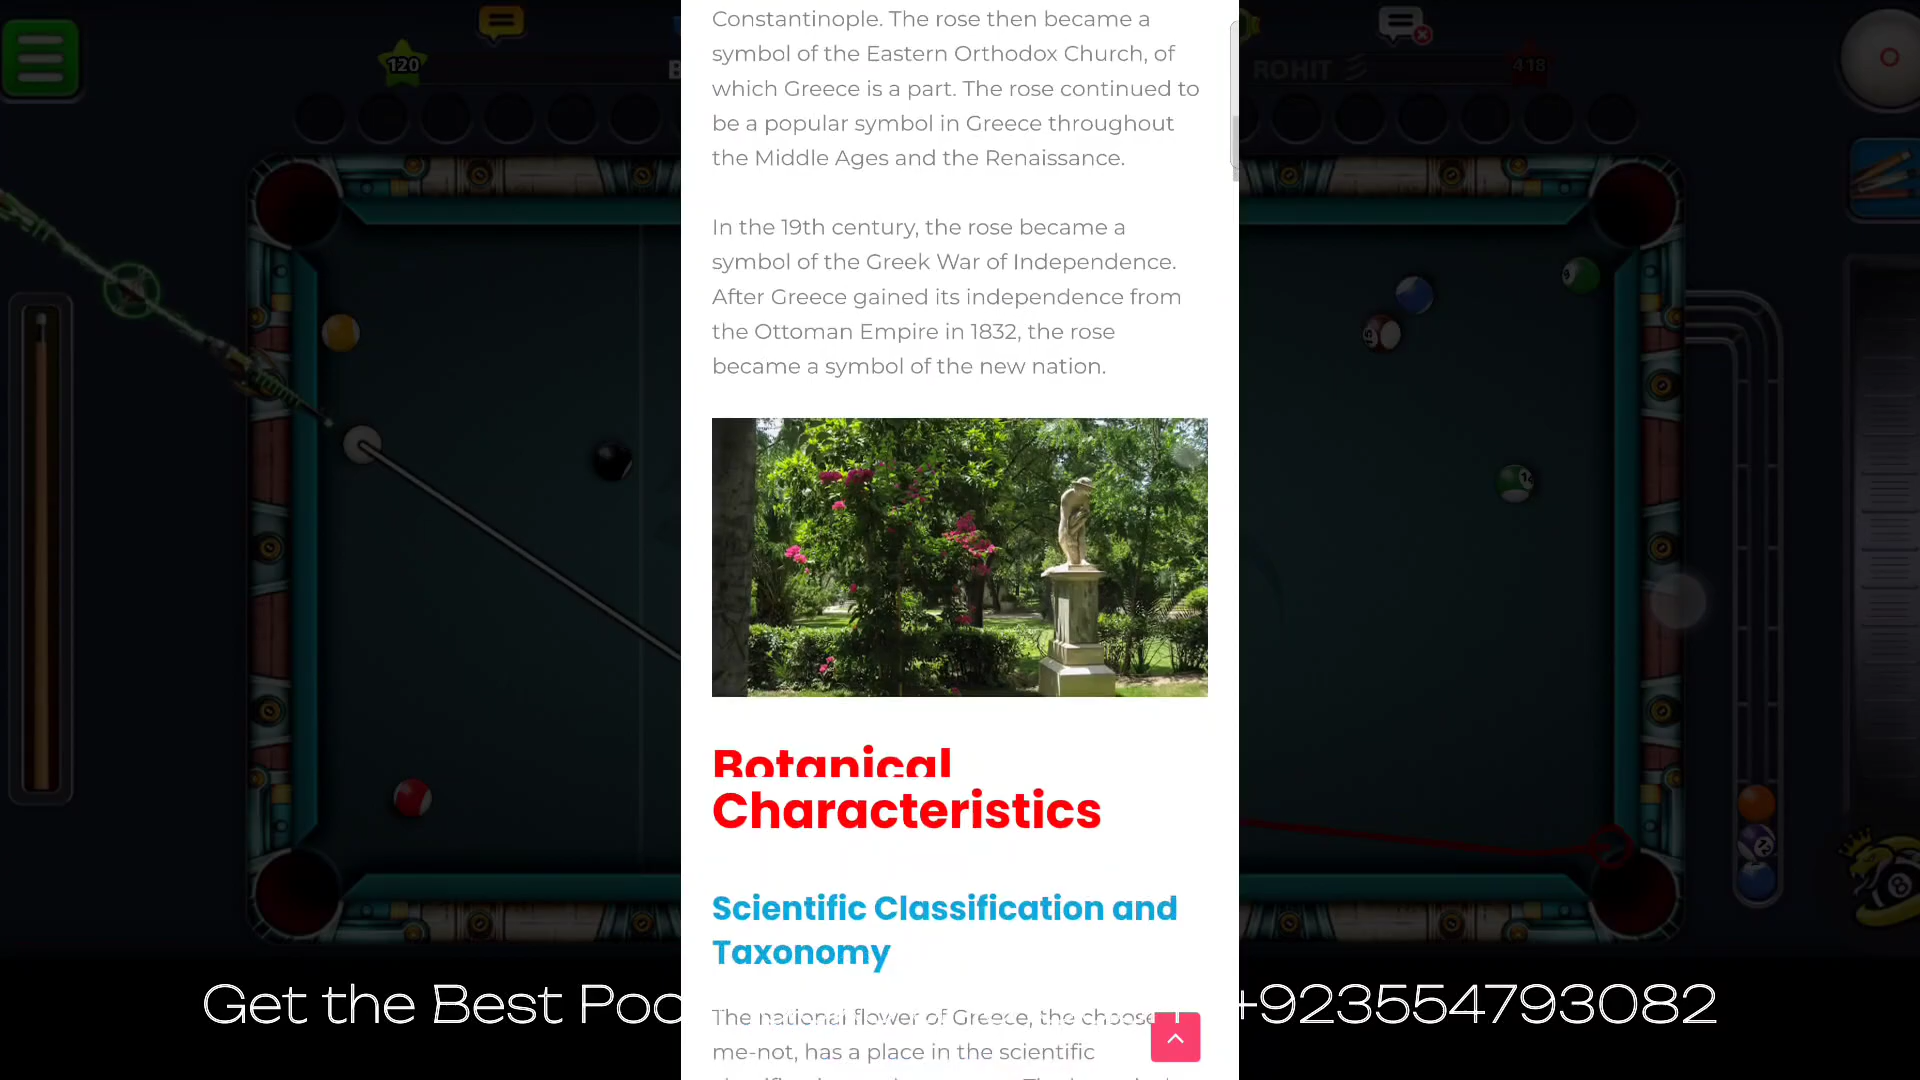 120
ROHIT
418
Constantinople. The rose then became a
symbol of the Eastern Orthodox Church, of
which Greece is a part. The rose continued to
be a popular symbol in Greece throughout
the Middle Ages and the Renaissance.
In the 19th century, the rose became a
symbol of the Greek War of Independence.
After Greece gained its independence from
the Ottoman Empire in 1832, the rose
became a symbol of the new nation.
Botanical
Characteristics
Scientific Classification and
Taxonomy
The national flower of Greece, the choose
me-not, has a place in the scientific
12
8
Get the Best Poo
+923554793082